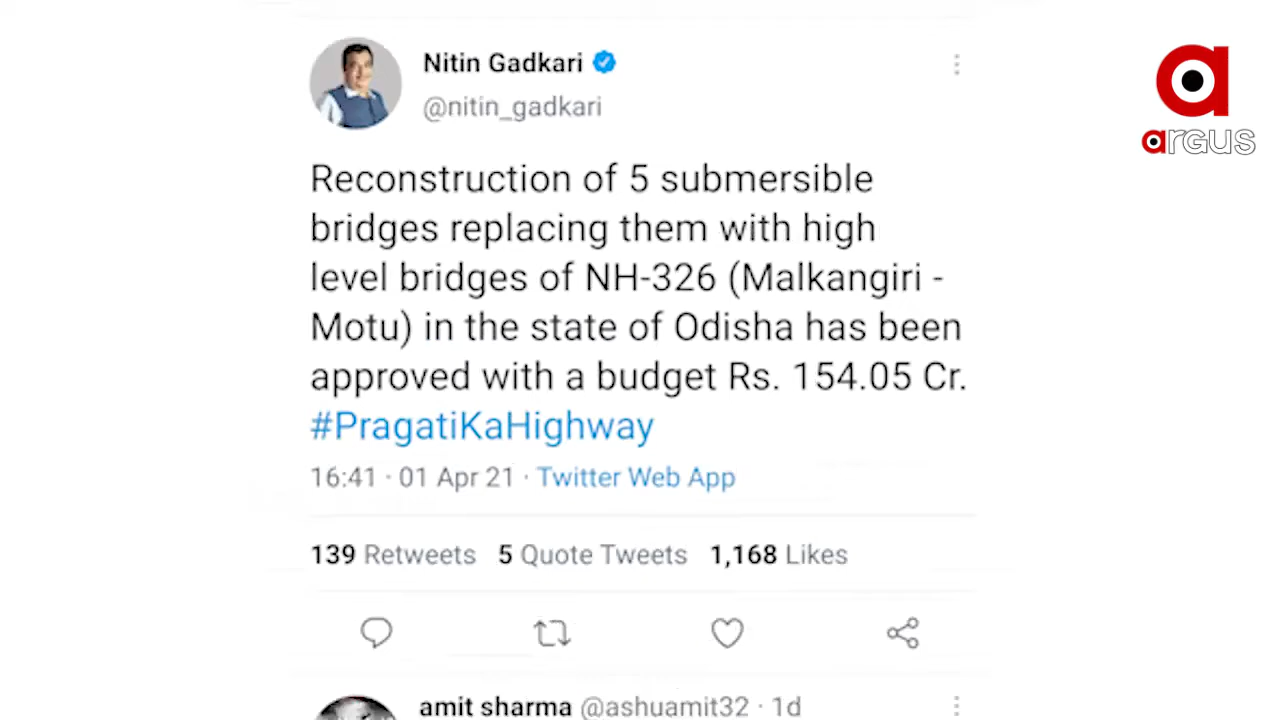 Nitin Gadkari
@nitin_gadkari
argus
Reconstruction of 5 submersible
bridges replacing them with high
level bridges of NH-326 (Malkangiri -
Motu) in the state of Odisha has been
approved with a budget Rs. 154.05 Cr.
#PragatiKaHighway
16:41 · 01 Apr 21 · Twitter Web App
139 Retweets 5 Quote Tweets 1,168 Likes
amit sharma @ashuamit32 · 1d